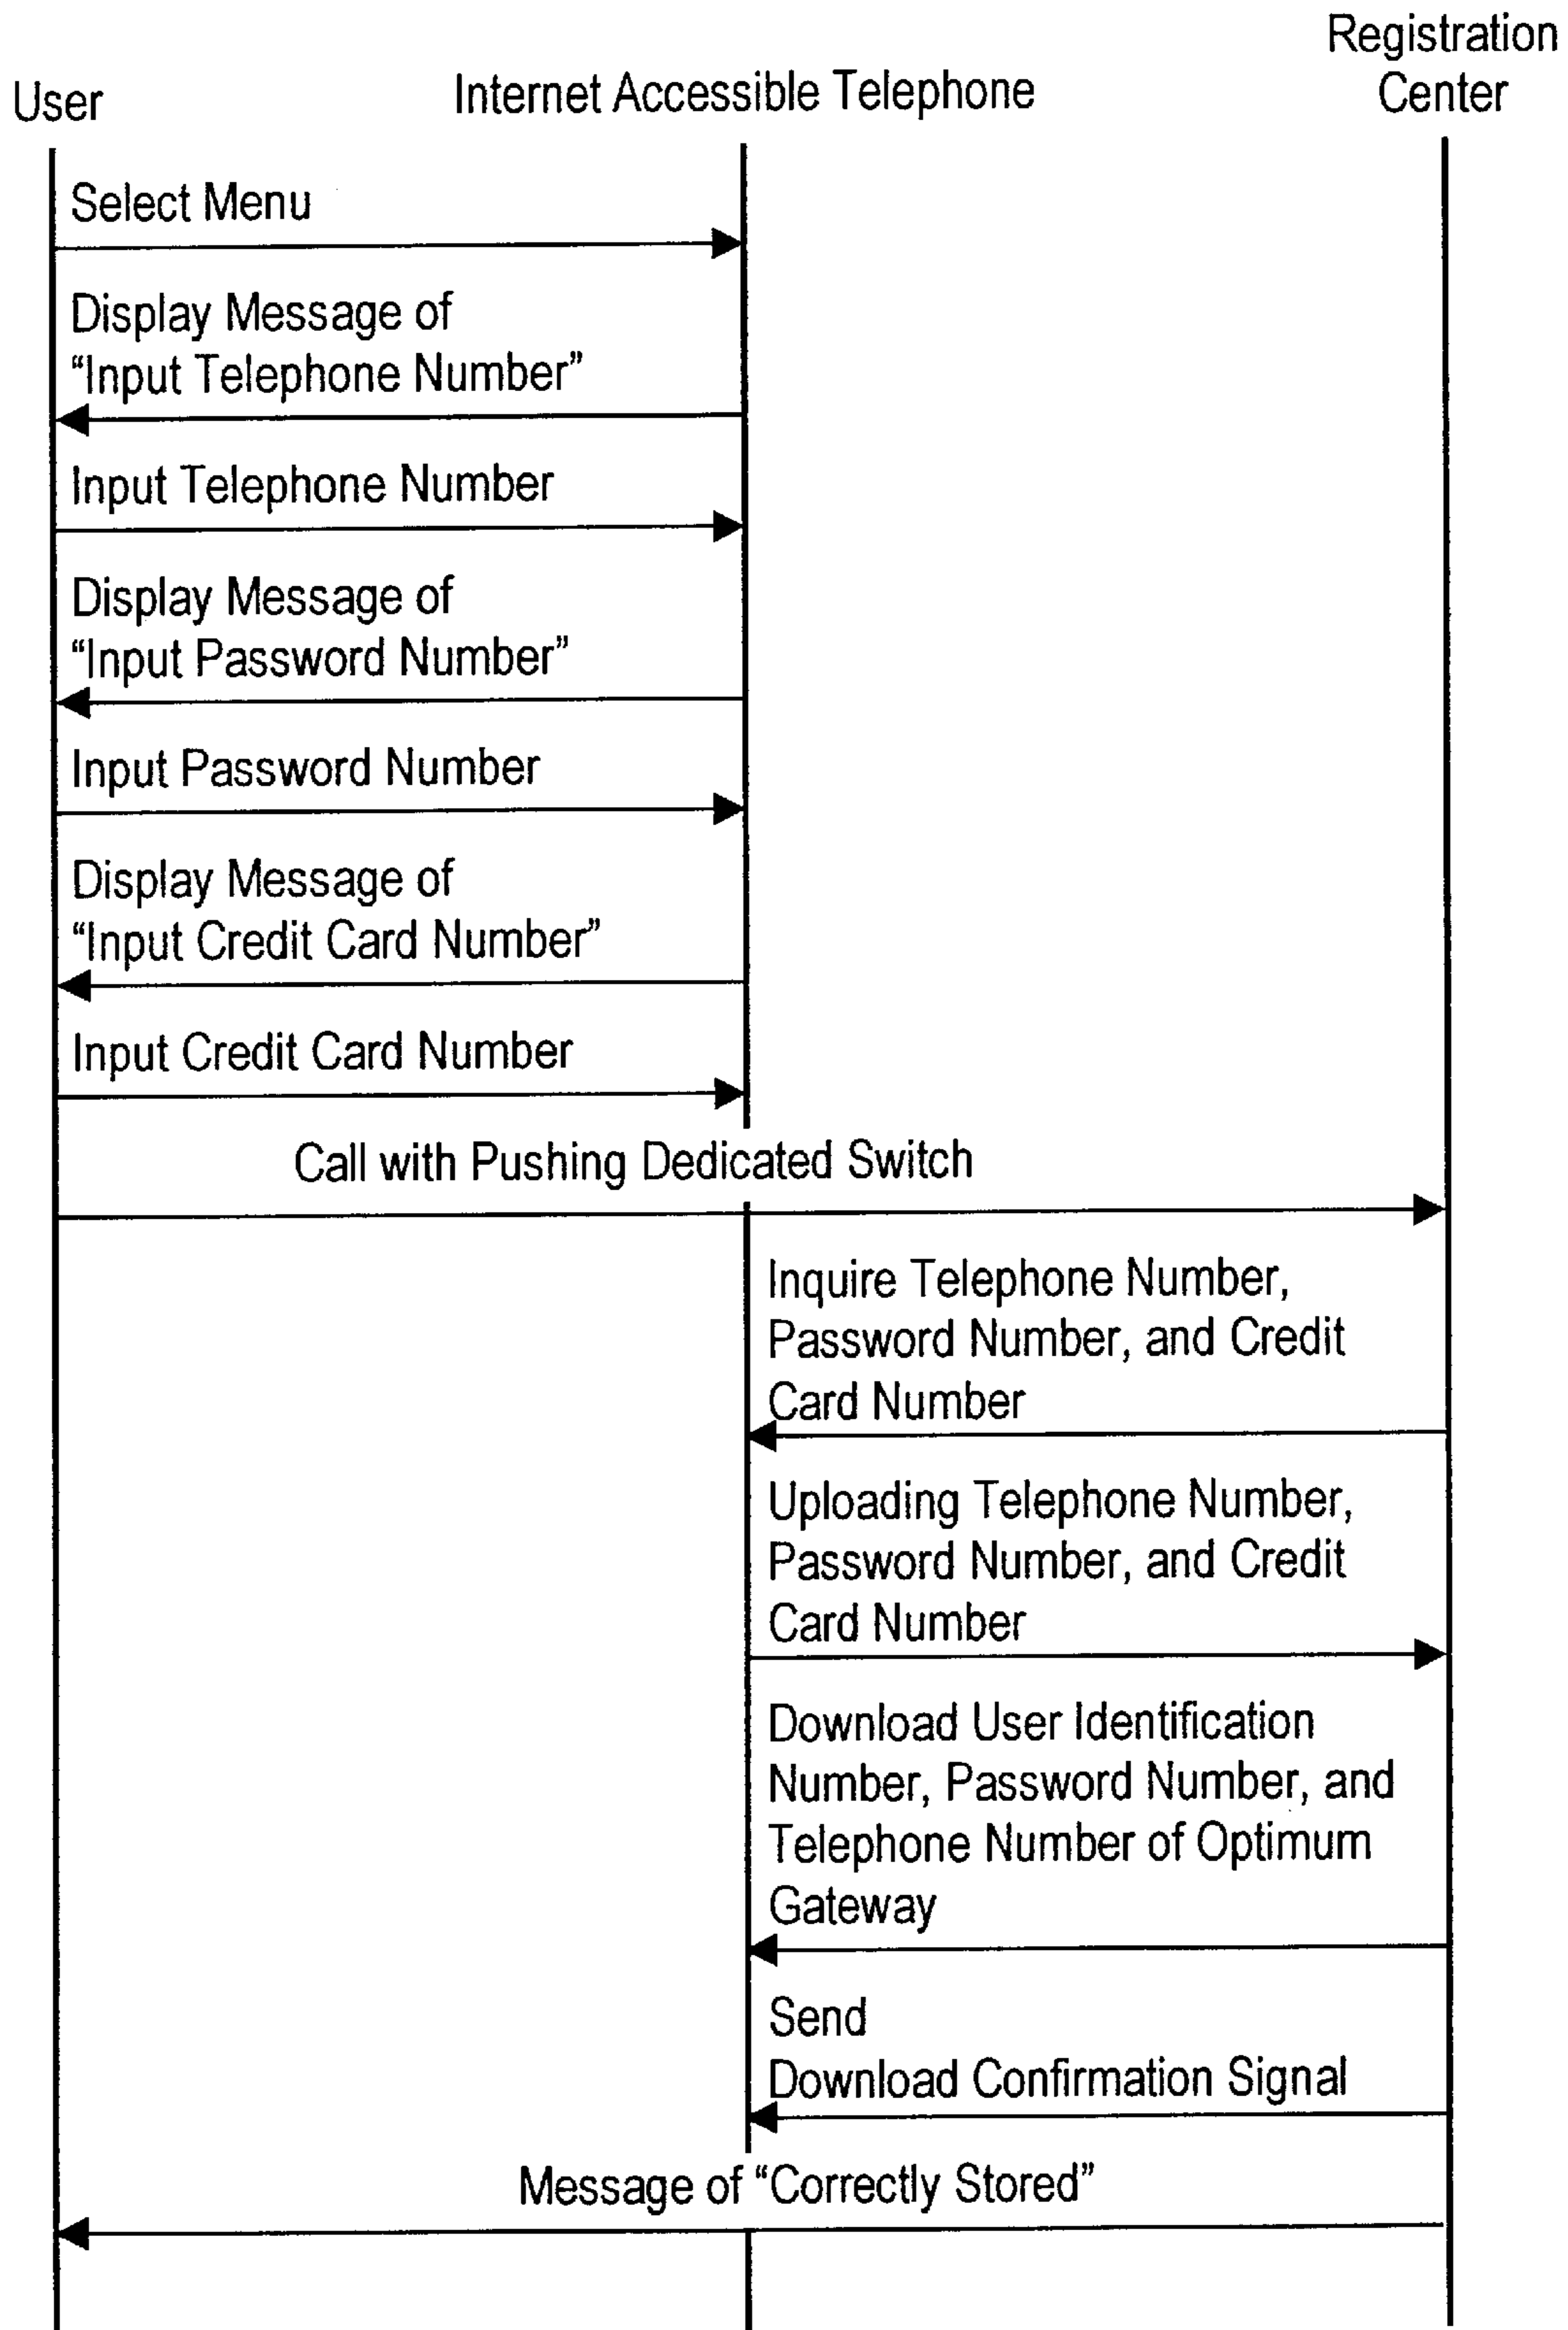 Registration
Center
User
Internet Accessible Telephone
Select Menu
Display Message of
“Input Telephone Number”
Input Telephone Number
Display Message of
“Input Password Number”
Input Password Number
Display Message of
“Input Credit Card Number”
Input Credit Card Number
Call with Pushing Dedicated Switch
Inquire Telephone Number,
Password Number, and Credit
Card Number
Uploading Telephone Number,
Password Number, and Credit
Card Number
Download User Identification
Number, Password Number, and
Telephone Number of Optimum
Gateway
Send
Download Confirmation Signal
Message of “Correctly Stored”